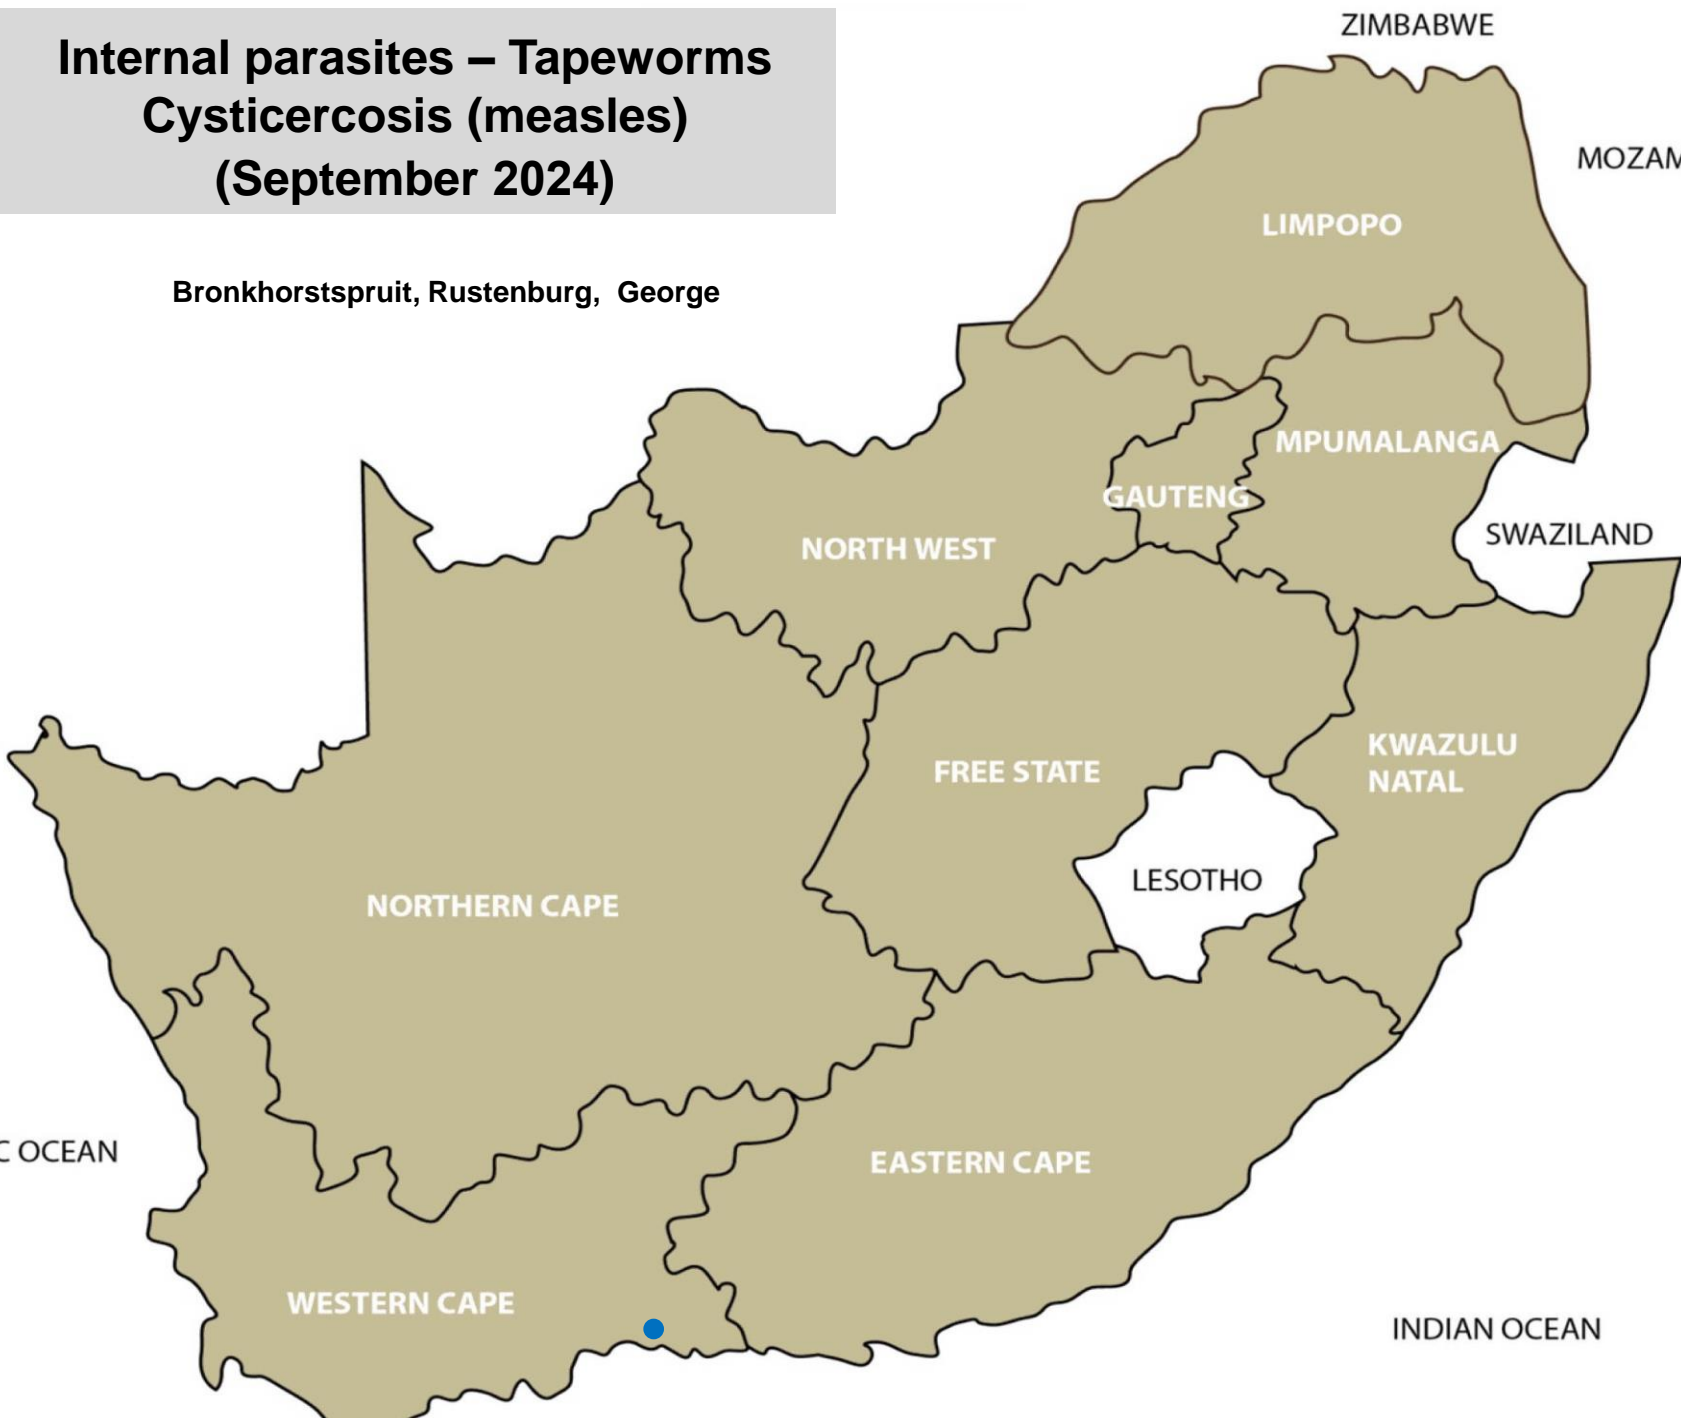 Internal parasites – Tapeworms
Cysticercosis (measles)
(September 2024)
Bronkhorstspruit, Rustenburg,  George
ZIMBABWE
MOZAM
LIMPOPO
MPUMALANGA
GAUTENG
SWAZILAND
NORTH WEST
KWAZULU
NATAL
FREE STATE
LESOTHO
NORTHERN CAPE
C OCEAN
EASTERN CAPE
WESTERN CAPE
INDIAN OCEAN